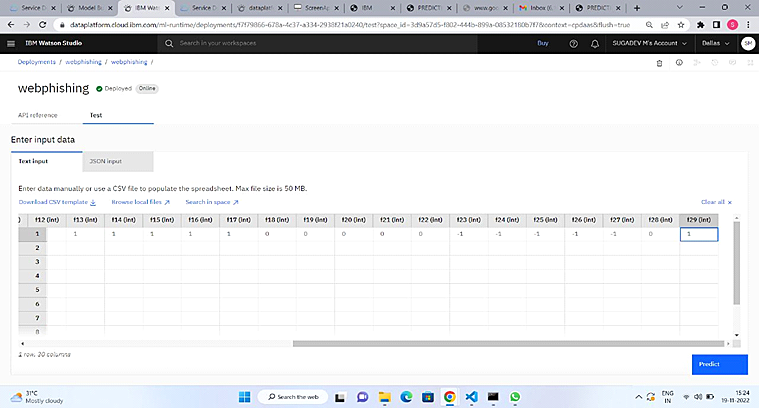 Service D
Model B
IBM Wat
Service D
dataplatfo
ScreenAp
IBM
PREDICTI
www.goo
Inbox (6
PREDICTI
dataplatform.cloud.ibm.com/ml-runtime/deployments/f7f79866-678a-4c37-a334-2938f21a0240/test?space_id=3d9a57d5-f802-444b-899a-08532180b7f7&context=cpdaas&flush=true
IBM Watson Studio
Search in your workspaces
Buy
SUGADEV M's Account
Dallas
SM
Deployments / webphishing / webphishing /
webphishing
Deployed
Online
API reference
Test
Enter input data
Text input
JSON input
Enter data manually or use a CSV file to populate the spreadsheet. Max file size is 50 MB.
Download CSV template
Browse local files
Search in space
Clear all ×
) f12 (int) f13 (int) f14 (int) f15 (int) f16 (int) f17 (int) f18 (int) f19 (int) f20 (int) f21 (int) f22 (int) f23 (int) f24 (int) f25 (int) f26 (int) f27 (int) f28 (int) f29 (int)
1 1 1 1 1 1 0 0 0 0 0 -1 -1 -1 -1 -1 0 1
2
3
4
5
6
7
8
1 row, 20 columns
Predict
31°C
Mostly cloudy
Search the web
ENG
IN
15:24
19-11-2022